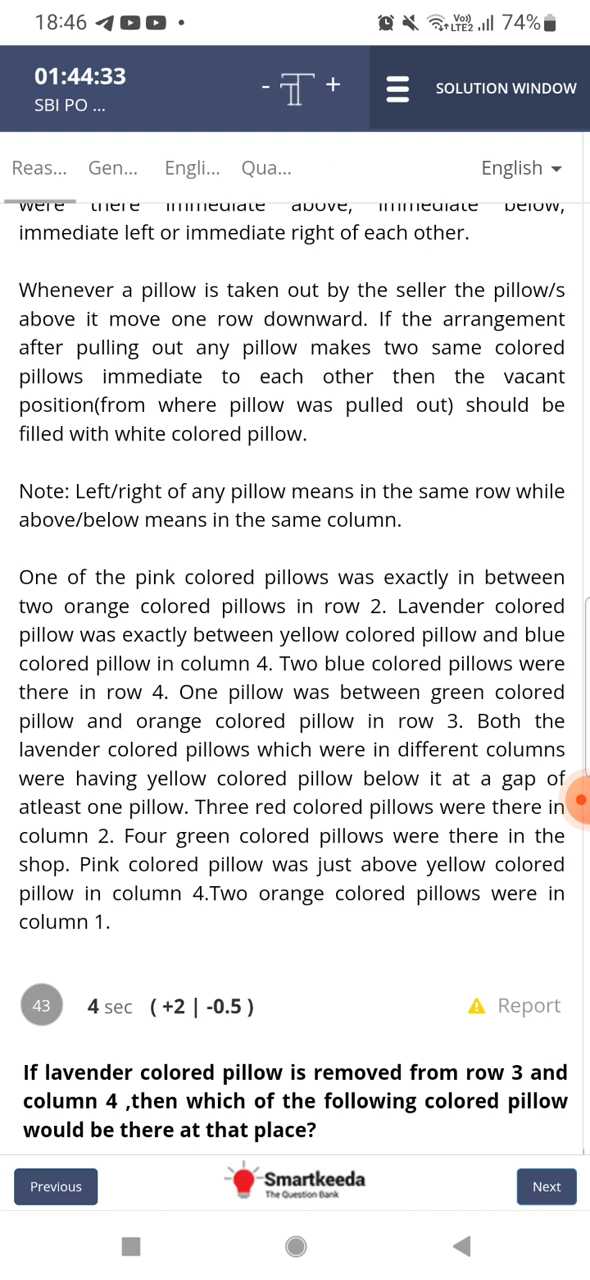 18:46
Vo)) LTE2 74%
01:44:33
SBI PO ...
- T +
SOLUTION WINDOW
Reas... Gen... Engli... Qua... English
were there immediate above, immediate below,
immediate left or immediate right of each other.
Whenever a pillow is taken out by the seller the pillow/s
above it move one row downward. If the arrangement
after pulling out any pillow makes two same colored
pillows immediate to each other then the vacant
position(from where pillow was pulled out) should be
filled with white colored pillow.
Note: Left/right of any pillow means in the same row while
above/below means in the same column.
One of the pink colored pillows was exactly in between
two orange colored pillows in row 2. Lavender colored
pillow was exactly between yellow colored pillow and blue
colored pillow in column 4. Two blue colored pillows were
there in row 4. One pillow was between green colored
pillow and orange colored pillow in row 3. Both the
lavender colored pillows which were in different columns
were having yellow colored pillow below it at a gap of
atleast one pillow. Three red colored pillows were there in
column 2. Four green colored pillows were there in the
shop. Pink colored pillow was just above yellow colored
pillow in column 4.Two orange colored pillows were in
column 1.
43 4 sec ( +2 | -0.5 ) Report
If lavender colored pillow is removed from row 3 and
column 4 ,then which of the following colored pillow
would be there at that place?
Previous
Smartkeeda
The Question Bank
Next